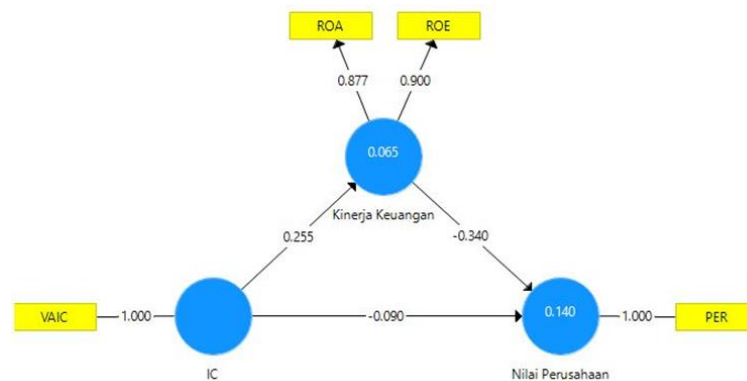 ROA
ROE
0.877
0.900
0.065
Kinerja Keuangan
0.255
-0.340
VAIC
1.000
-0.090
0.140
1.000
PER
IC
Nilai Perusahaan